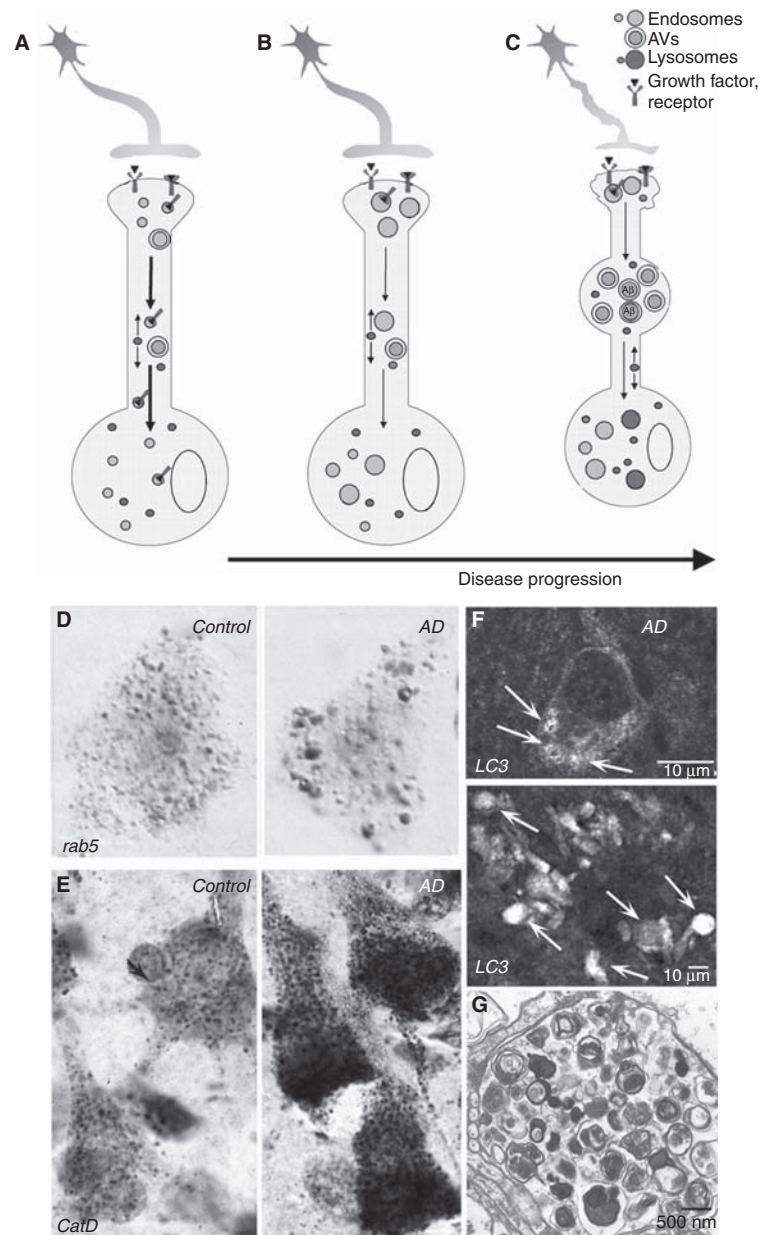 A
B
C
Endosomes
AVs
Lysosomes
Growth factor,
receptor
Aβ
Aβ
Disease progression
D
Control
AD
rab5
E
Control
AD
CatD
F
AD
LC3
10 μm
LC3
10 μm
G
500 nm